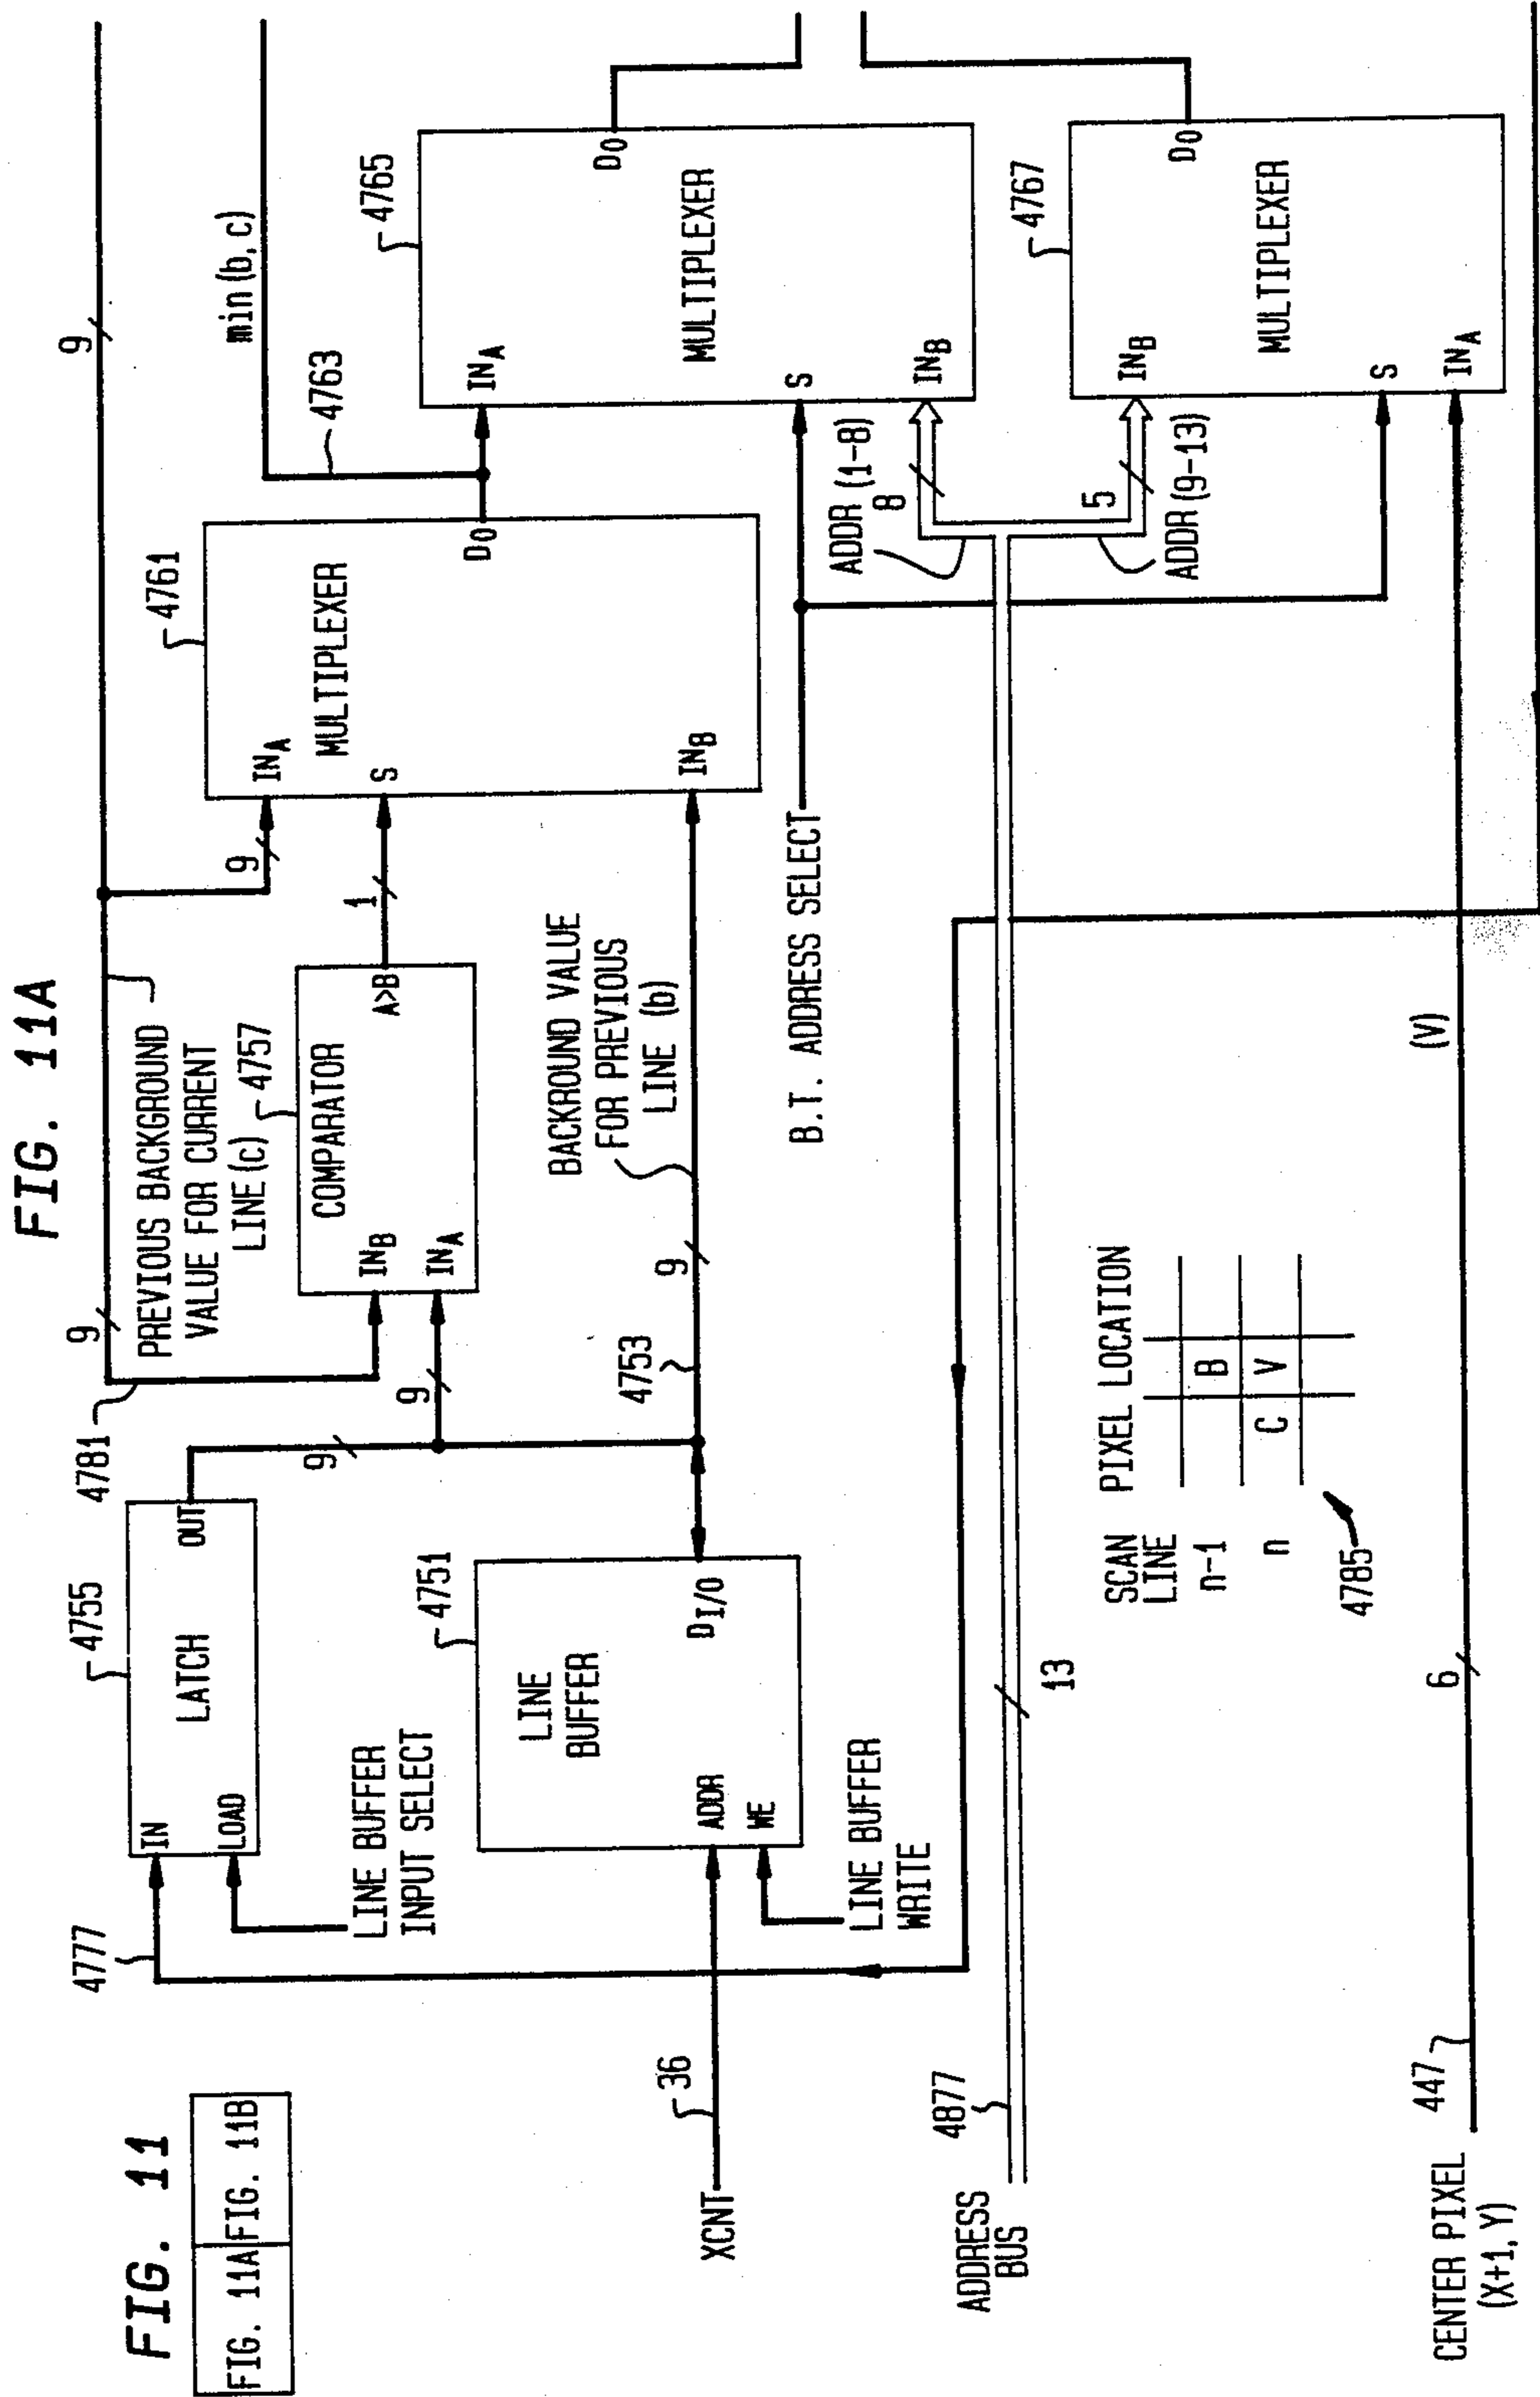 FIG. 11
FIG. 11A
FIG. 11B
FIG. 11A
4777
4755
IN
LOAD
LATCH
OUT
LINE BUFFER
INPUT SELECT
4781
9
9
9
PREVIOUS BACKGROUND
VALUE FOR CURRENT
LINE (c)
4757
COMPARATOR
INB
INA
A>B
1
9
9
4761
INA
S
INB
MULTIPLEXER
DO
4763
min (b, c)
XCNT
36
4751
LINE
BUFFER
ADDR
WE
DI/O
LINE BUFFER
WRITE
4753
9
BACKROUND VALUE
FOR PREVIOUS
LINE (b)
B.T. ADDRESS SELECT
4765
INA
S
INB
MULTIPLEXER
DO
ADDR (1-8)
8
5
ADDR (9-13)
4767
INB
S
INA
MULTIPLEXER
DO
ADDRESS
BUS
4877
13
SCAN
LINE
PIXEL LOCATION
n-1
B
n
C
V
4785
CENTER PIXEL
(X+1, Y)
447
6
(V)